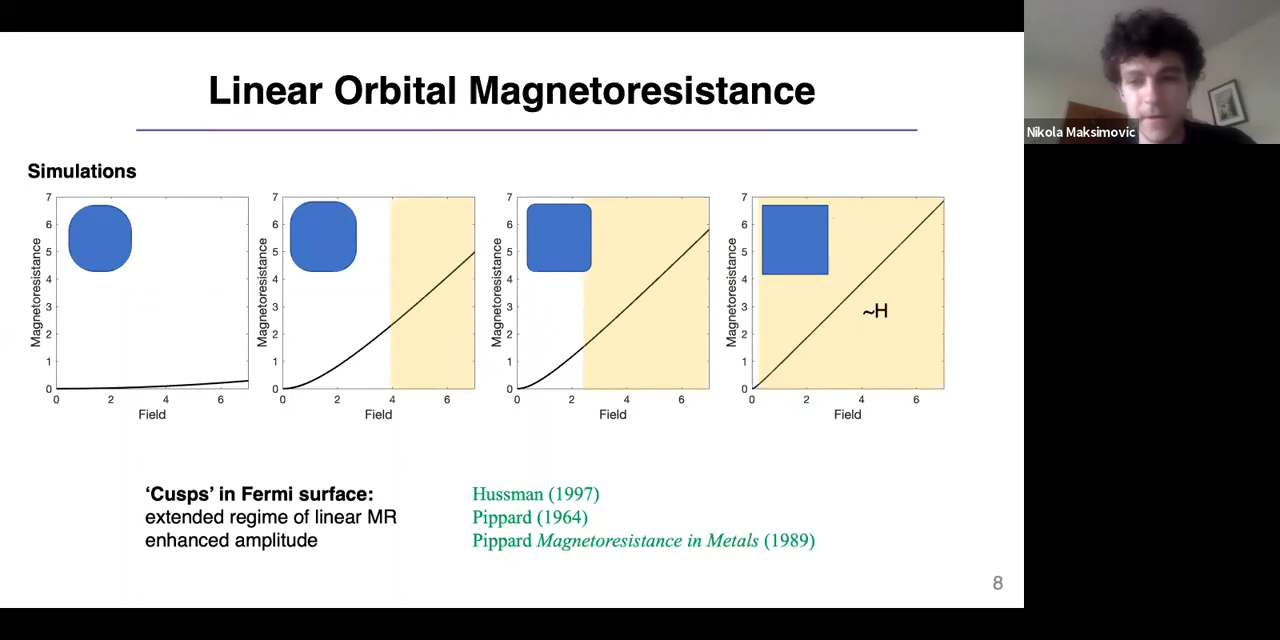 Linear Orbital Magnetoresistance
Nikola Maksimovic
Simulations
Magnetoresistance
7
6
5
4
3
2
1
0
0 2 4 6
Field
Magnetoresistance
7
6
5
4
3
2
1
0
0 2 4 6
Field
Magnetoresistance
7
6
5
4
3
2
1
0
0 2 4 6
Field
Magnetoresistance
7
6
5
4
3
2
1
0
~H
0 2 4 6
Field
‘Cusps’ in Fermi surface:
extended regime of linear MR
enhanced amplitude
Hussman (1997)
Pippard (1964)
Pippard Magnetoresistance in Metals (1989)
8